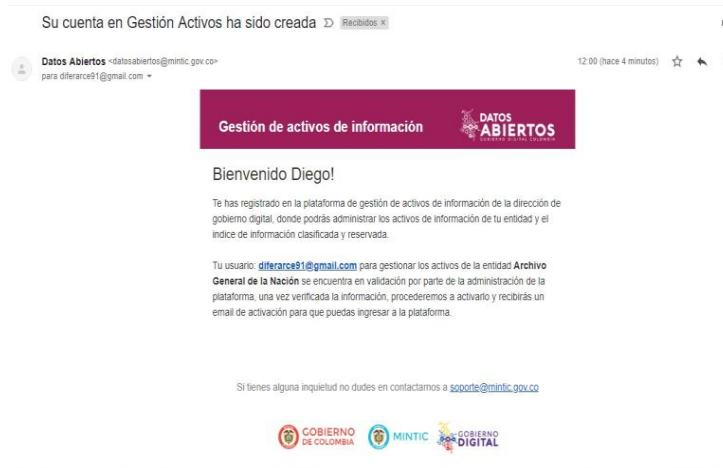 Su cuenta en Gestión Activos ha sido creada Recibidos ×
Datos Abiertos <datosabiertos@mintic.gov.co>
12:00 (hace 4 minutos)
para diferarce91@gmail.com
Gestión de activos de información
DATOS
ABIERTOS
GOBIERNO DIGITAL COLOMBIA
Bienvenido Diego!
Te has registrado en la plataforma de gestión de activos de información de la dirección de
gobierno digital, donde podrás administrar los activos de información de tu entidad y el
índice de información clasificada y reservada.
Tu usuario: diferarce91@gmail.com para gestionar los activos de la entidad Archivo
General de la Nación se encuentra en validación por parte de la administración de la
plataforma, una vez verificada la información, procederemos a activarlo y recibirás un
email de activación para que puedas ingresar a la plataforma.
Si tienes alguna inquietud no dudes en contactarnos a soporte@mintic.gov.co
GOBIERNO
DE COLOMBIA
MINTIC
GOBIERNO
DIGITAL